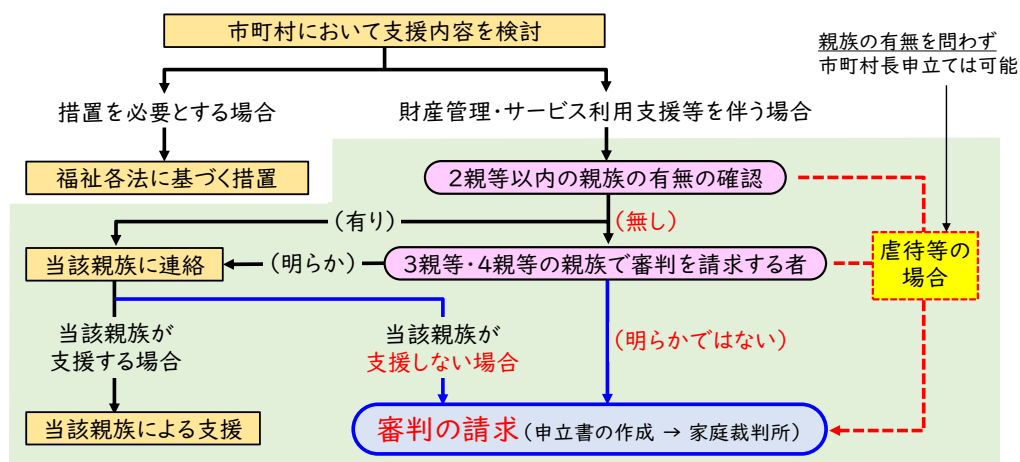 市町村において支援内容を検討
親族の有無を問わず
市町村長申立ては可能
措置を必要とする場合
財産管理・サービス利用支援等を伴う場合
福祉各法に基づく措置
2親等以内の親族の有無の確認
(有り)
(無し)
当該親族に連絡
(明らか)
3親等・4親等の親族で審判を請求する者
虐待等の
場合
当該親族が
支援する場合
当該親族が
支援しない場合
(明らかではない)
当該親族による支援
審判の請求(申立書の作成 → 家庭裁判所)